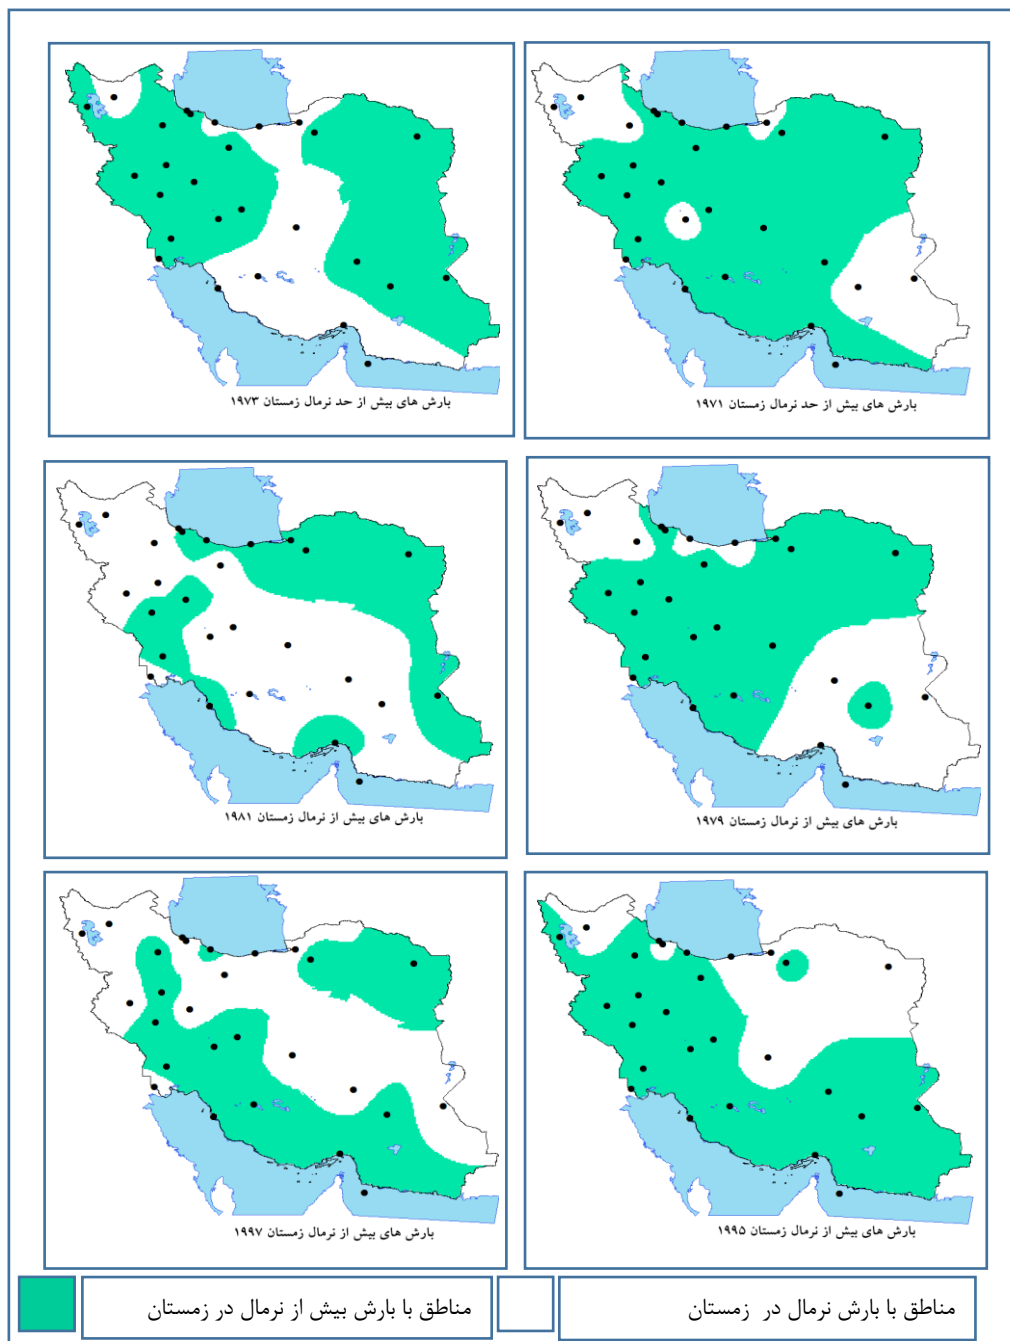 بارش های بیش از حد نرمال زمستان ۱۹۷۱
بارش های بیش از حد نرمال زمستان ۱۹۷۳
بارش های بیش از نرمال زمستان ۱۹۷۹
بارش های بیش از نرمال زمستان ۱۹۸۱
بارش های بیش از نرمال زمستان ۱۹۹۵
بارش های بیش از نرمال زمستان ۱۹۹۷
مناطق با بارش نرمال در زمستان
مناطق با بارش بیش از نرمال در زمستان